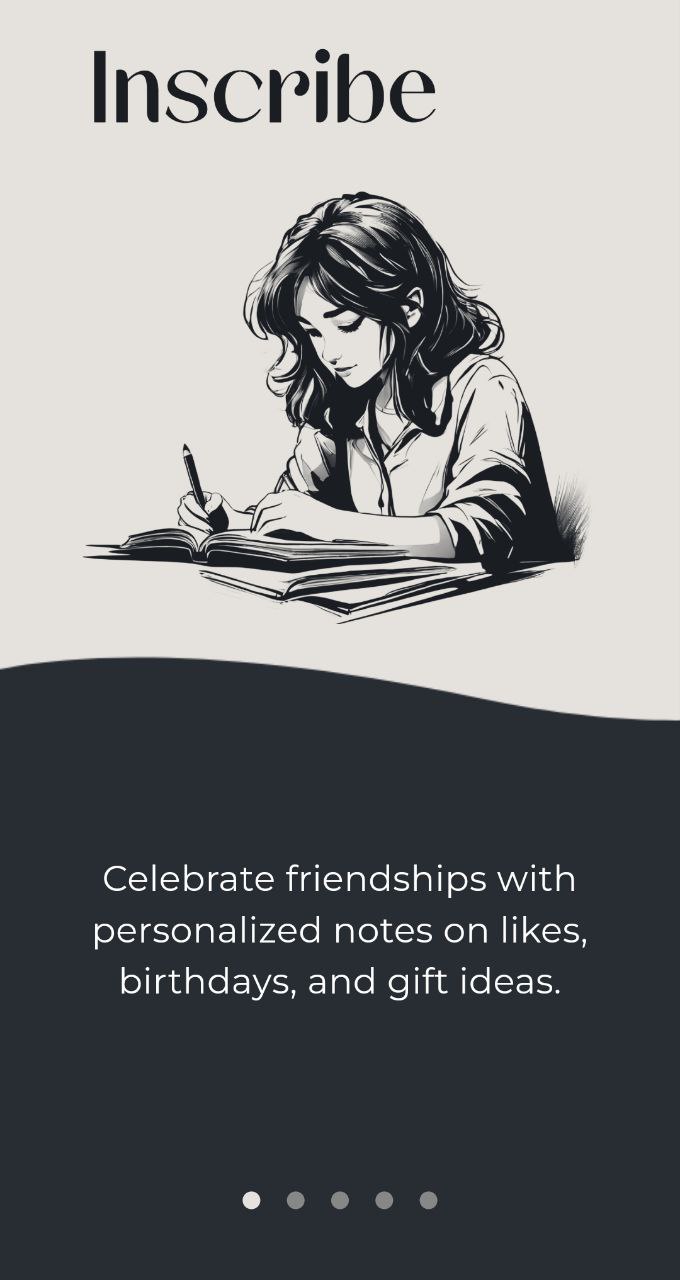 Inscribe
Celebrate friendships with
personalized notes on likes,
birthdays, and gift ideas.